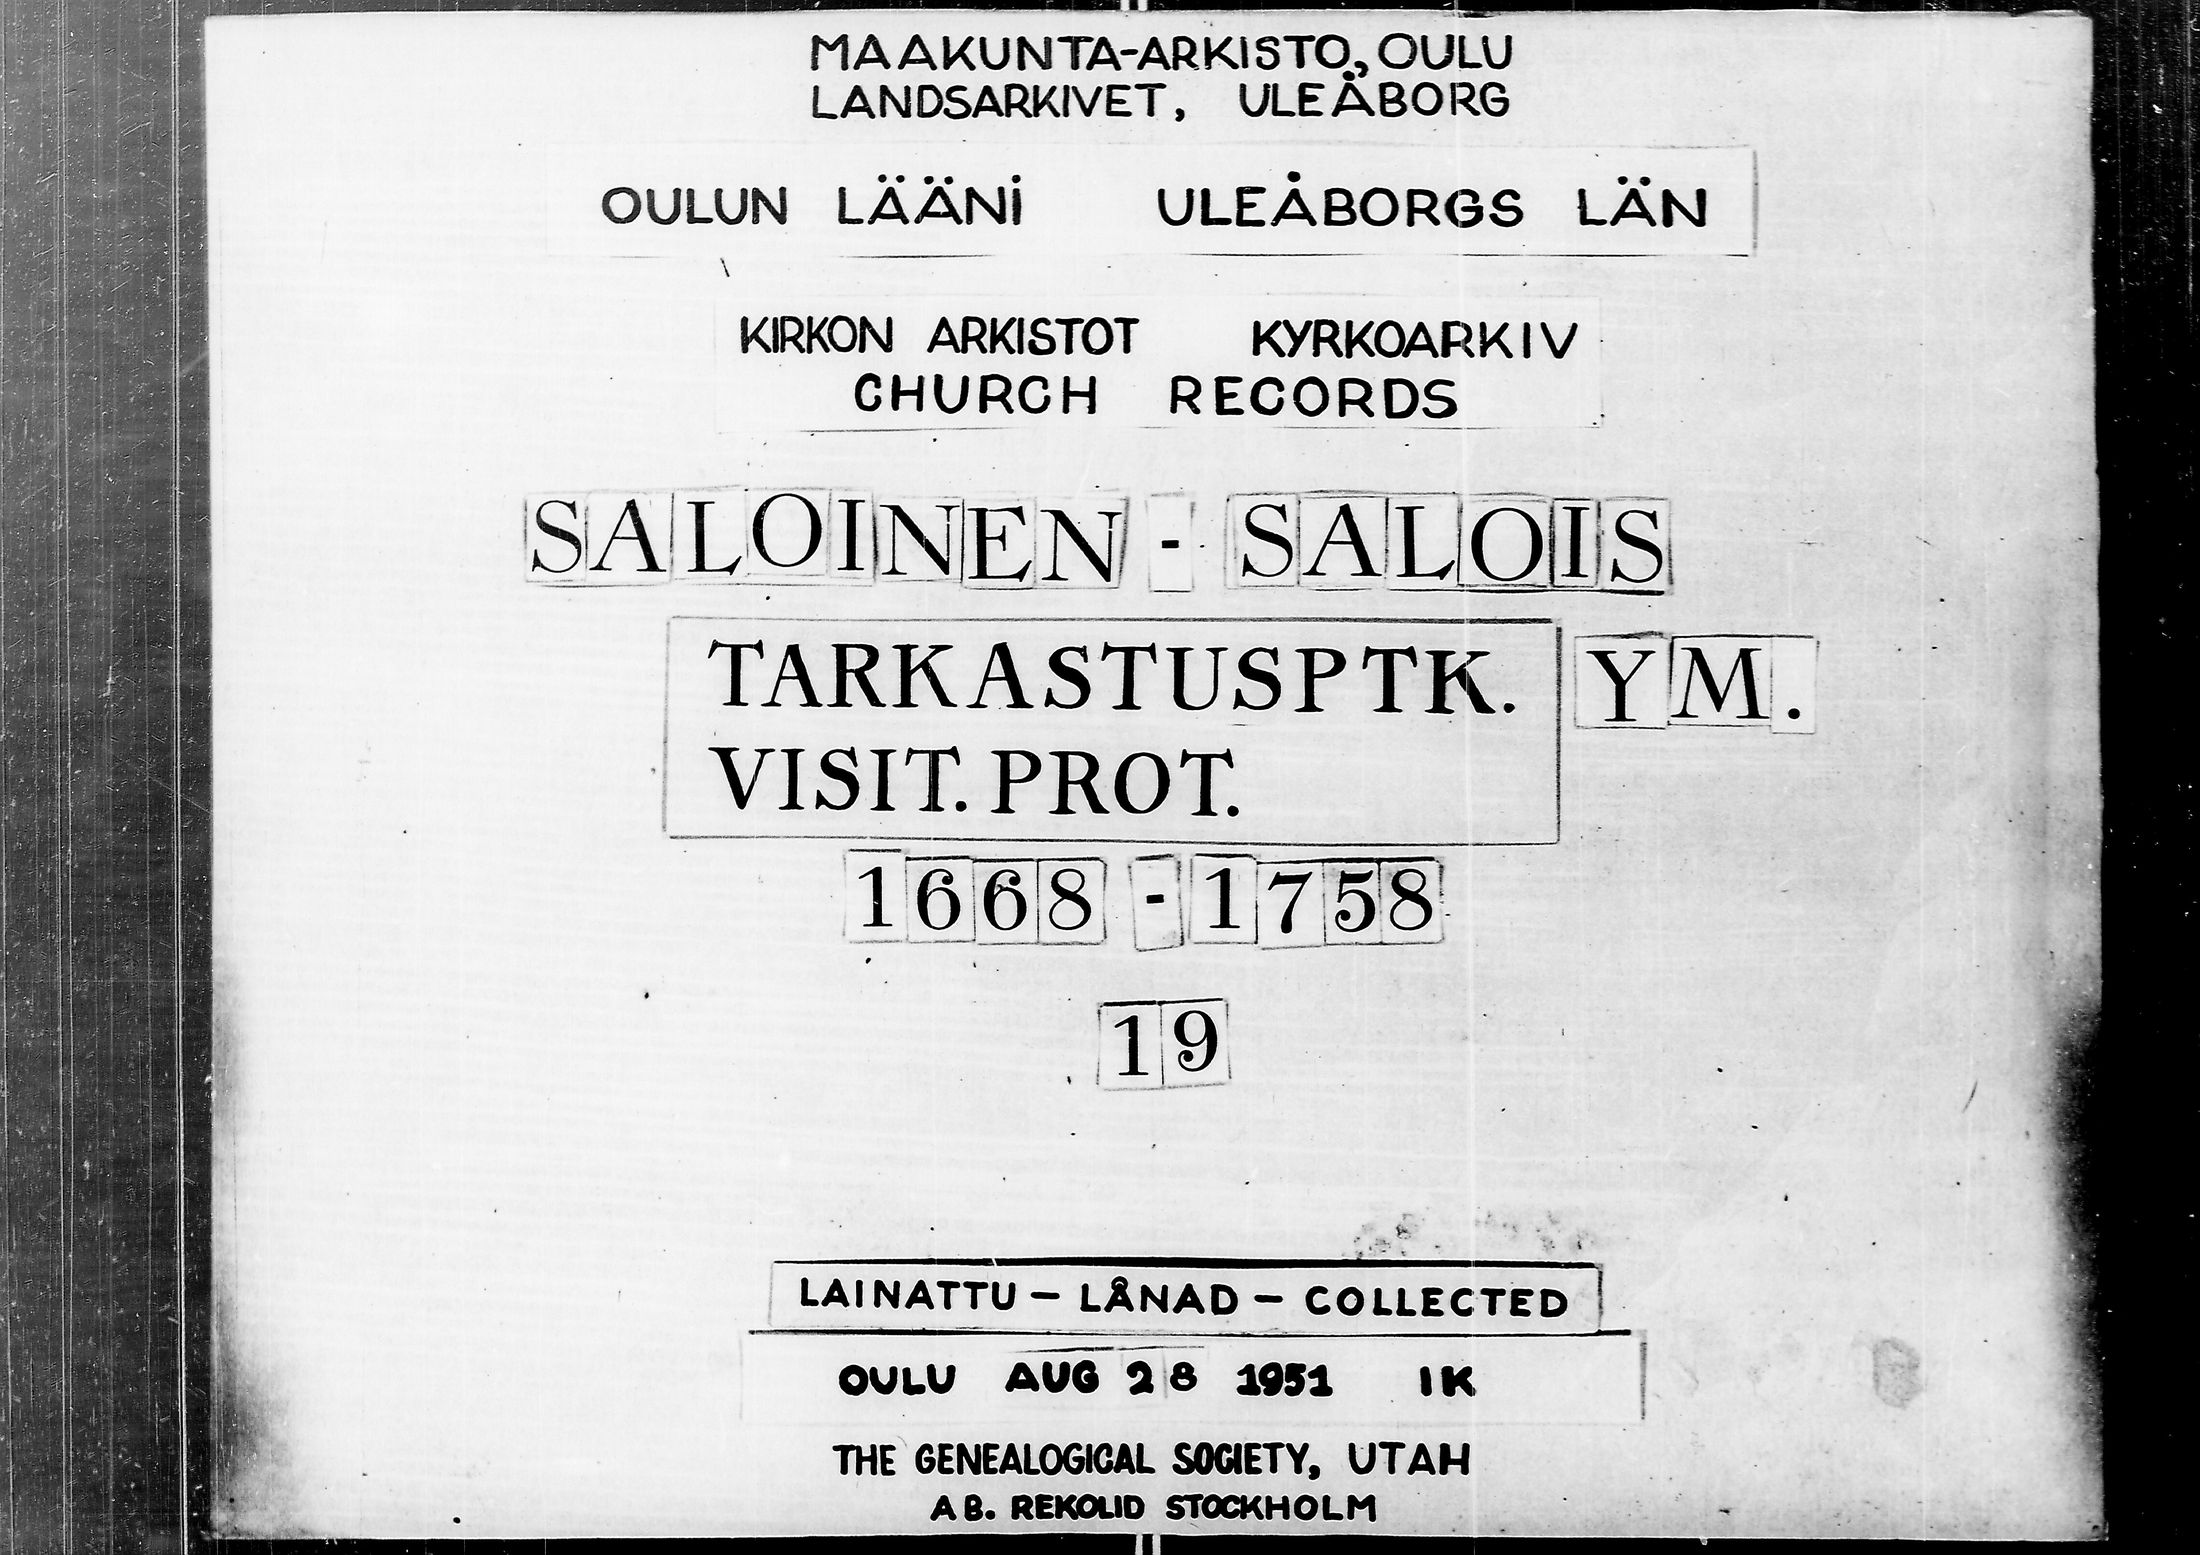 MAAKUNTA-ARKISTO, OULU
LANDSARKIVET, ULEÅBORG
OULUN LÄÄNI ULEÅBORGS LÄN
KIRKON ARKISTOT KYRKOARKIV
CHURCH RECORDS
SALOINEN - SALOIS
TARKASTUSPTK. YM.
VISIT. PROT.
1668 - 1758
19
LAINATTU - LÅNAD - COLLECTED
OULU AUG 28 1951 IK
THE GENEALOGICAL SOCIETY, UTAH
AB. REKOLID STOCKHOLM